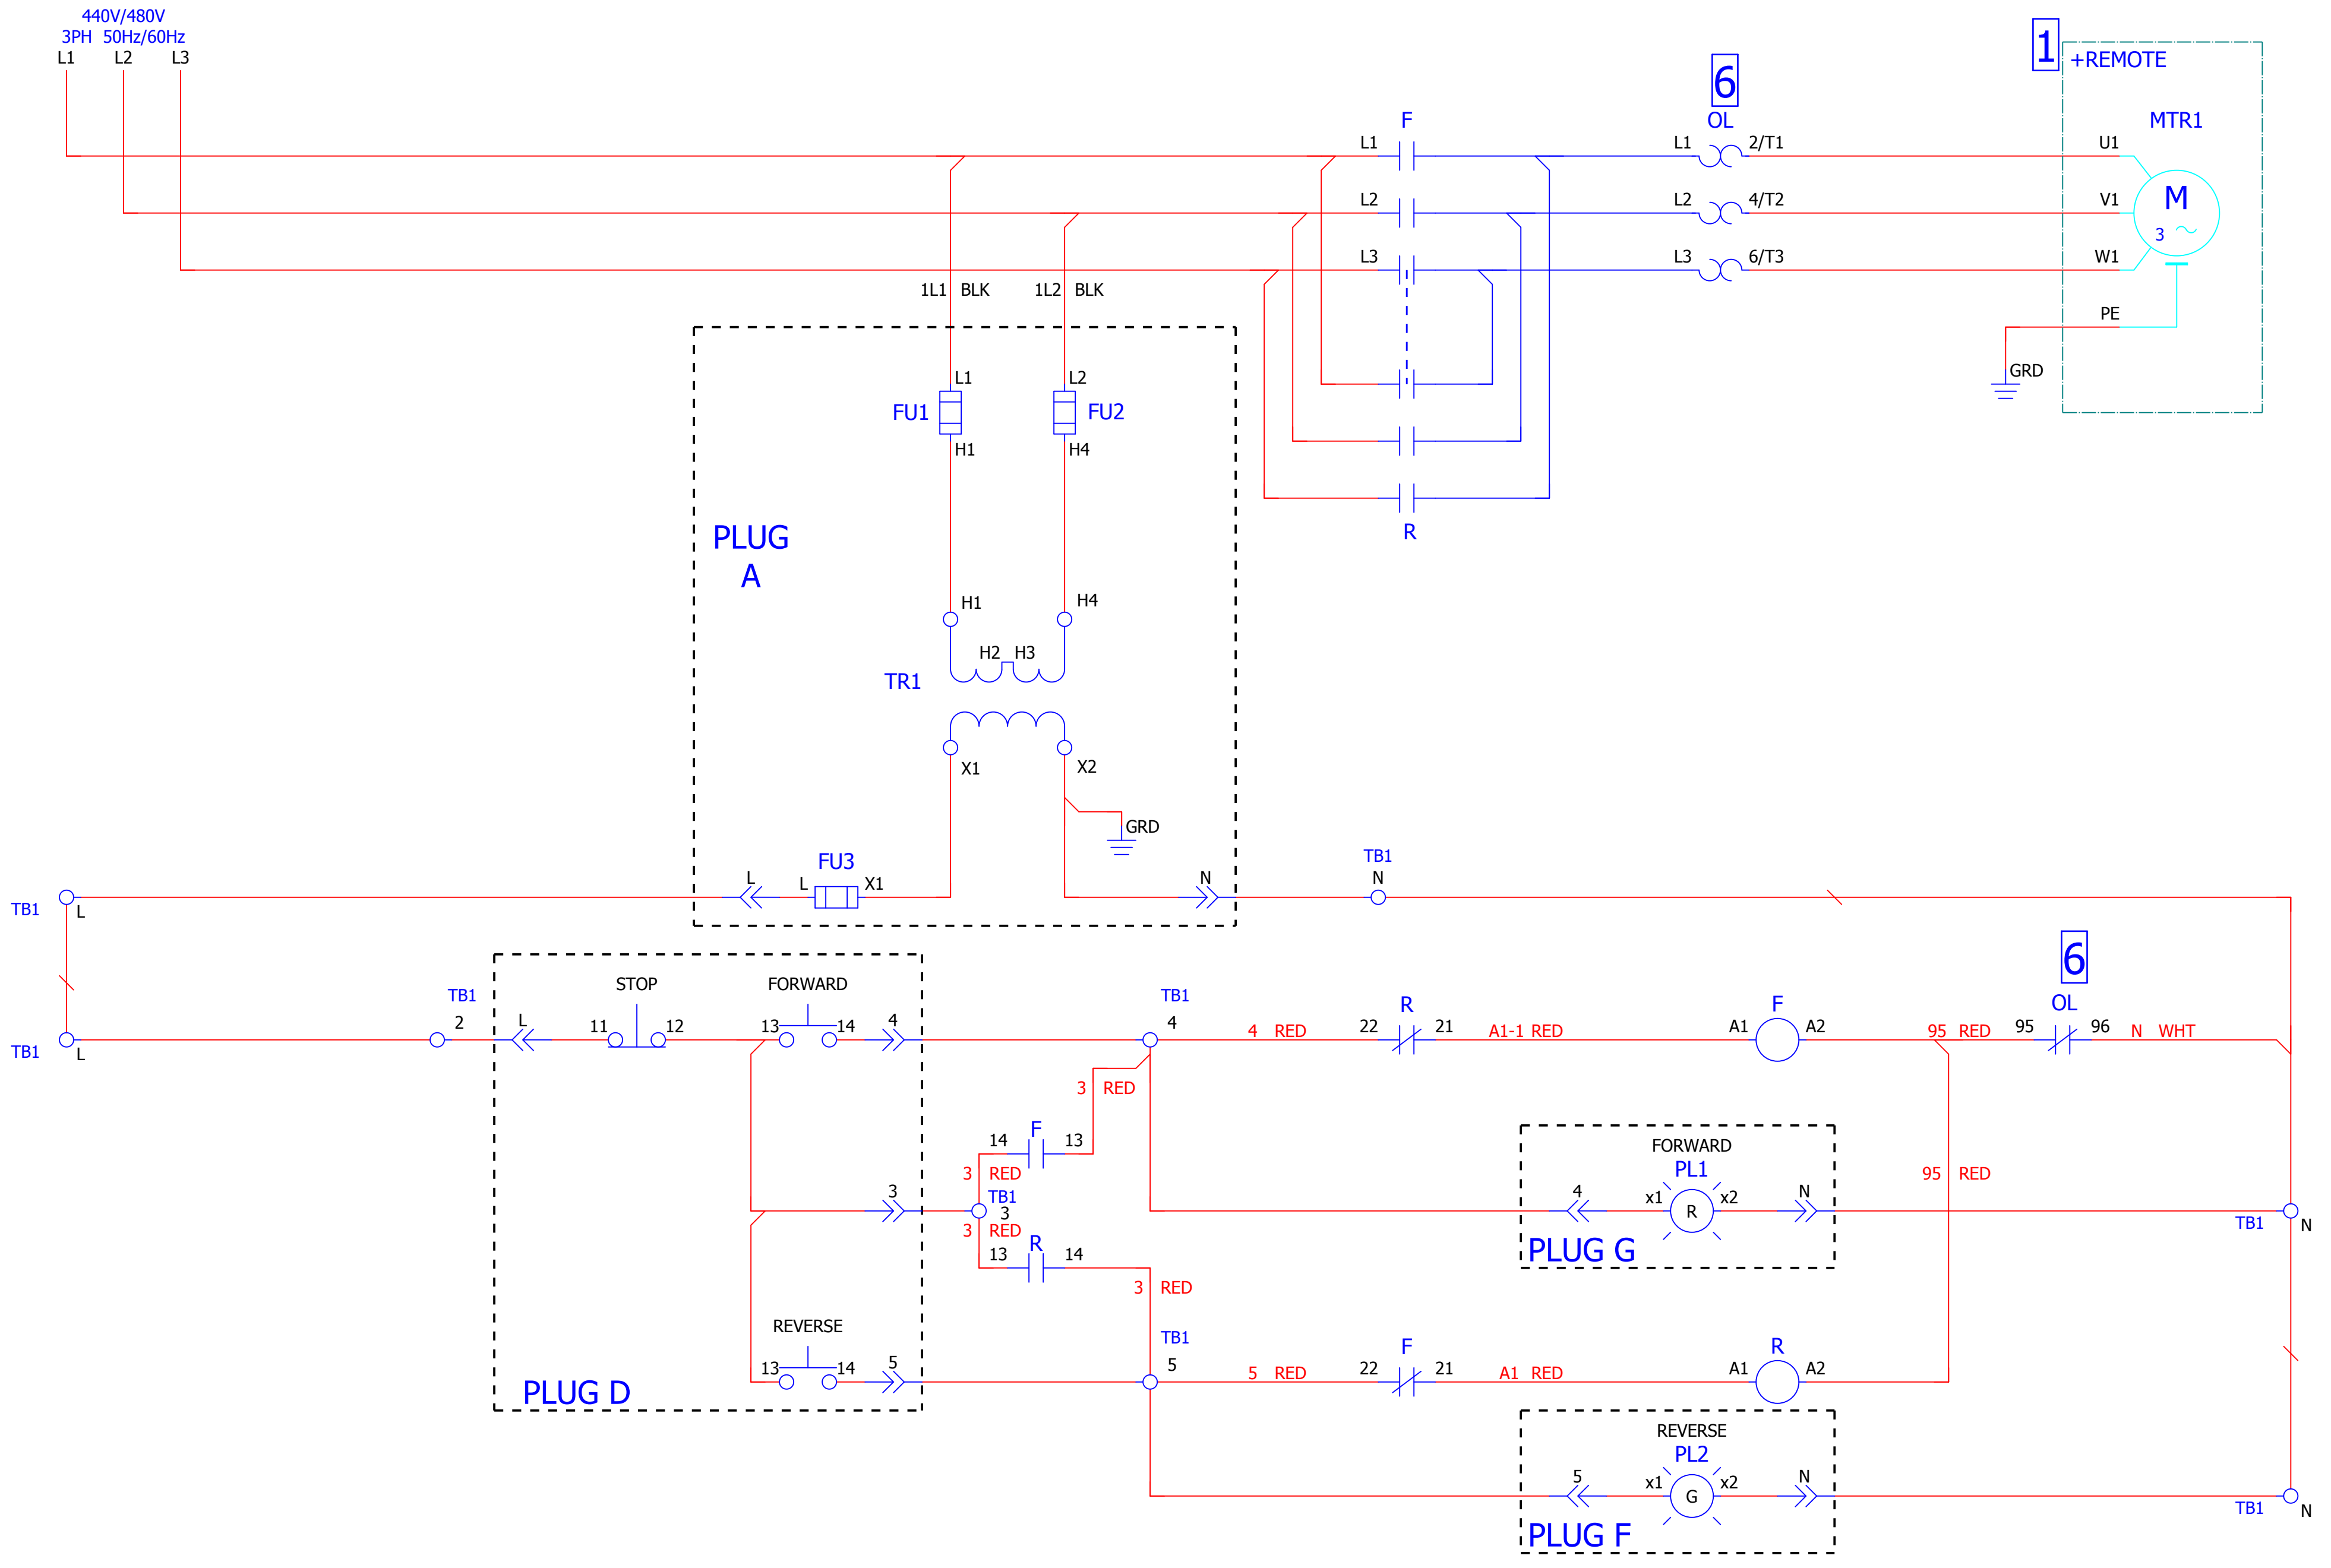 440V/480V
3PH 50Hz/60Hz
L1 L2 L3
1
+REMOTE
6
F OL MTR1
L1 L1 2/T1 U1
M
3
L2 L2 4/T2 V1
L3 L3 6/T3 W1
1L1 BLK 1L2 BLK
PE
GRD
L1 L2
FU1 FU2
H1 H4
R
PLUG
A
H1 H4
H2 H3
TR1
X1 X2
GRD
FU3
L L X1 N
TB1
N
TB1 L
6
STOP FORWARD
TB1 TB1 R F OL
2 L 11 12 13 14 4 4
4 RED 22 21 A1-1 RED A1 A2 95 RED 95 96 N WHT
TB1 L
3 RED
F
14 13
3 RED
FORWARD
PL1
95 RED
3 TB1
3
4 x1 R x2 N
TB1 N
3 RED
R
13 14
PLUG G
3 RED
REVERSE
TB1 F R
13 14 5 5
5 RED 22 21 A1 RED A1 A2
PLUG D
REVERSE
PL2
5 x1 G x2 N
TB1 N
PLUG F